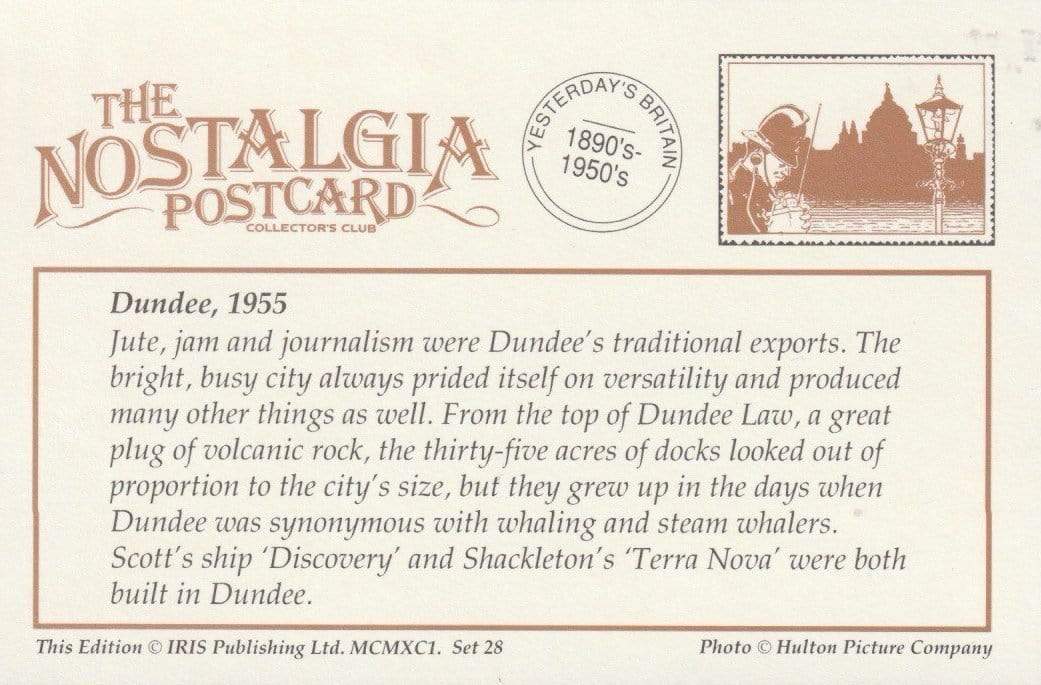 THE
NOSTALGIA
POSTCARD
COLLECTOR'S CLUB
YESTERDAY'S BRITAIN
1890's-
1950's
Dundee, 1955
Jute, jam and journalism were Dundee's traditional exports. The
bright, busy city always prided itself on versatility and produced
many other things as well. From the top of Dundee Law, a great
plug of volcanic rock, the thirty-five acres of docks looked out of
proportion to the city's size, but they grew up in the days when
Dundee was synonymous with whaling and steam whalers.
Scott's ship 'Discovery' and Shackleton's 'Terra Nova' were both
built in Dundee.
This Edition © IRIS Publishing Ltd. MCMXC1. Set 28
Photo © Hulton Picture Company